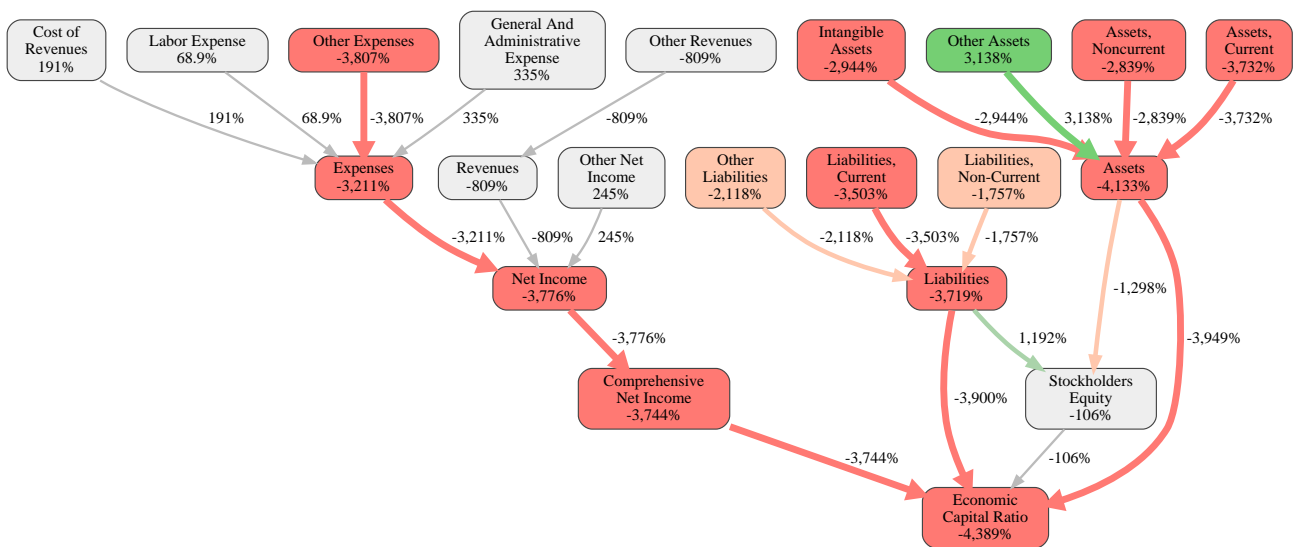 Cost of
Revenues
191%
Labor Expense
68.9%
Other Expenses
-3,807%
General And
Administrative
Expense
335%
Other Revenues
-809%
Intangible
Assets
-2,944%
Other Assets
3,138%
Assets,
Noncurrent
-2,839%
Assets,
Current
-3,732%
191%
68.9%
-3,807%
335%
-809%
-2,944%
3,138%
-2,839%
-3,732%
Expenses
-3,211%
Revenues
-809%
Other Net
Income
245%
Other
Liabilities
-2,118%
Liabilities,
Current
-3,503%
Liabilities,
Non-Current
-1,757%
Assets
-4,133%
-3,211%
-809%
245%
-2,118%
-3,503%
-1,757%
Net Income
-3,776%
Liabilities
-3,719%
-1,298%
-3,776%
1,192%
-3,949%
Comprehensive
Net Income
-3,744%
-3,900%
Stockholders
Equity
-106%
-3,744%
-106%
Economic
Capital Ratio
-4,389%